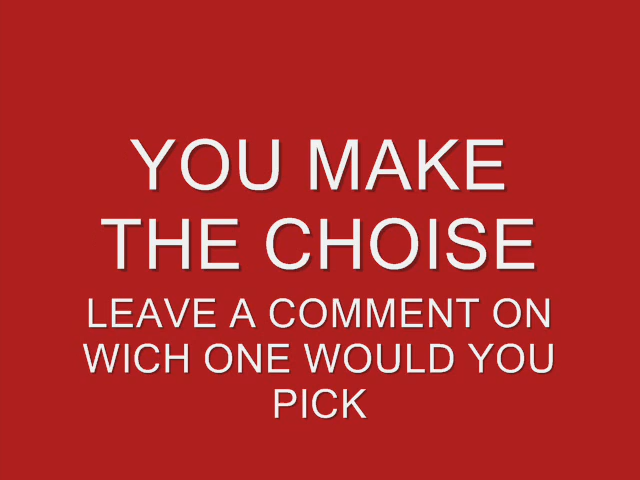 YOU MAKE
THE CHOISE
LEAVE A COMMENT ON
WICH ONE WOULD YOU
PICK